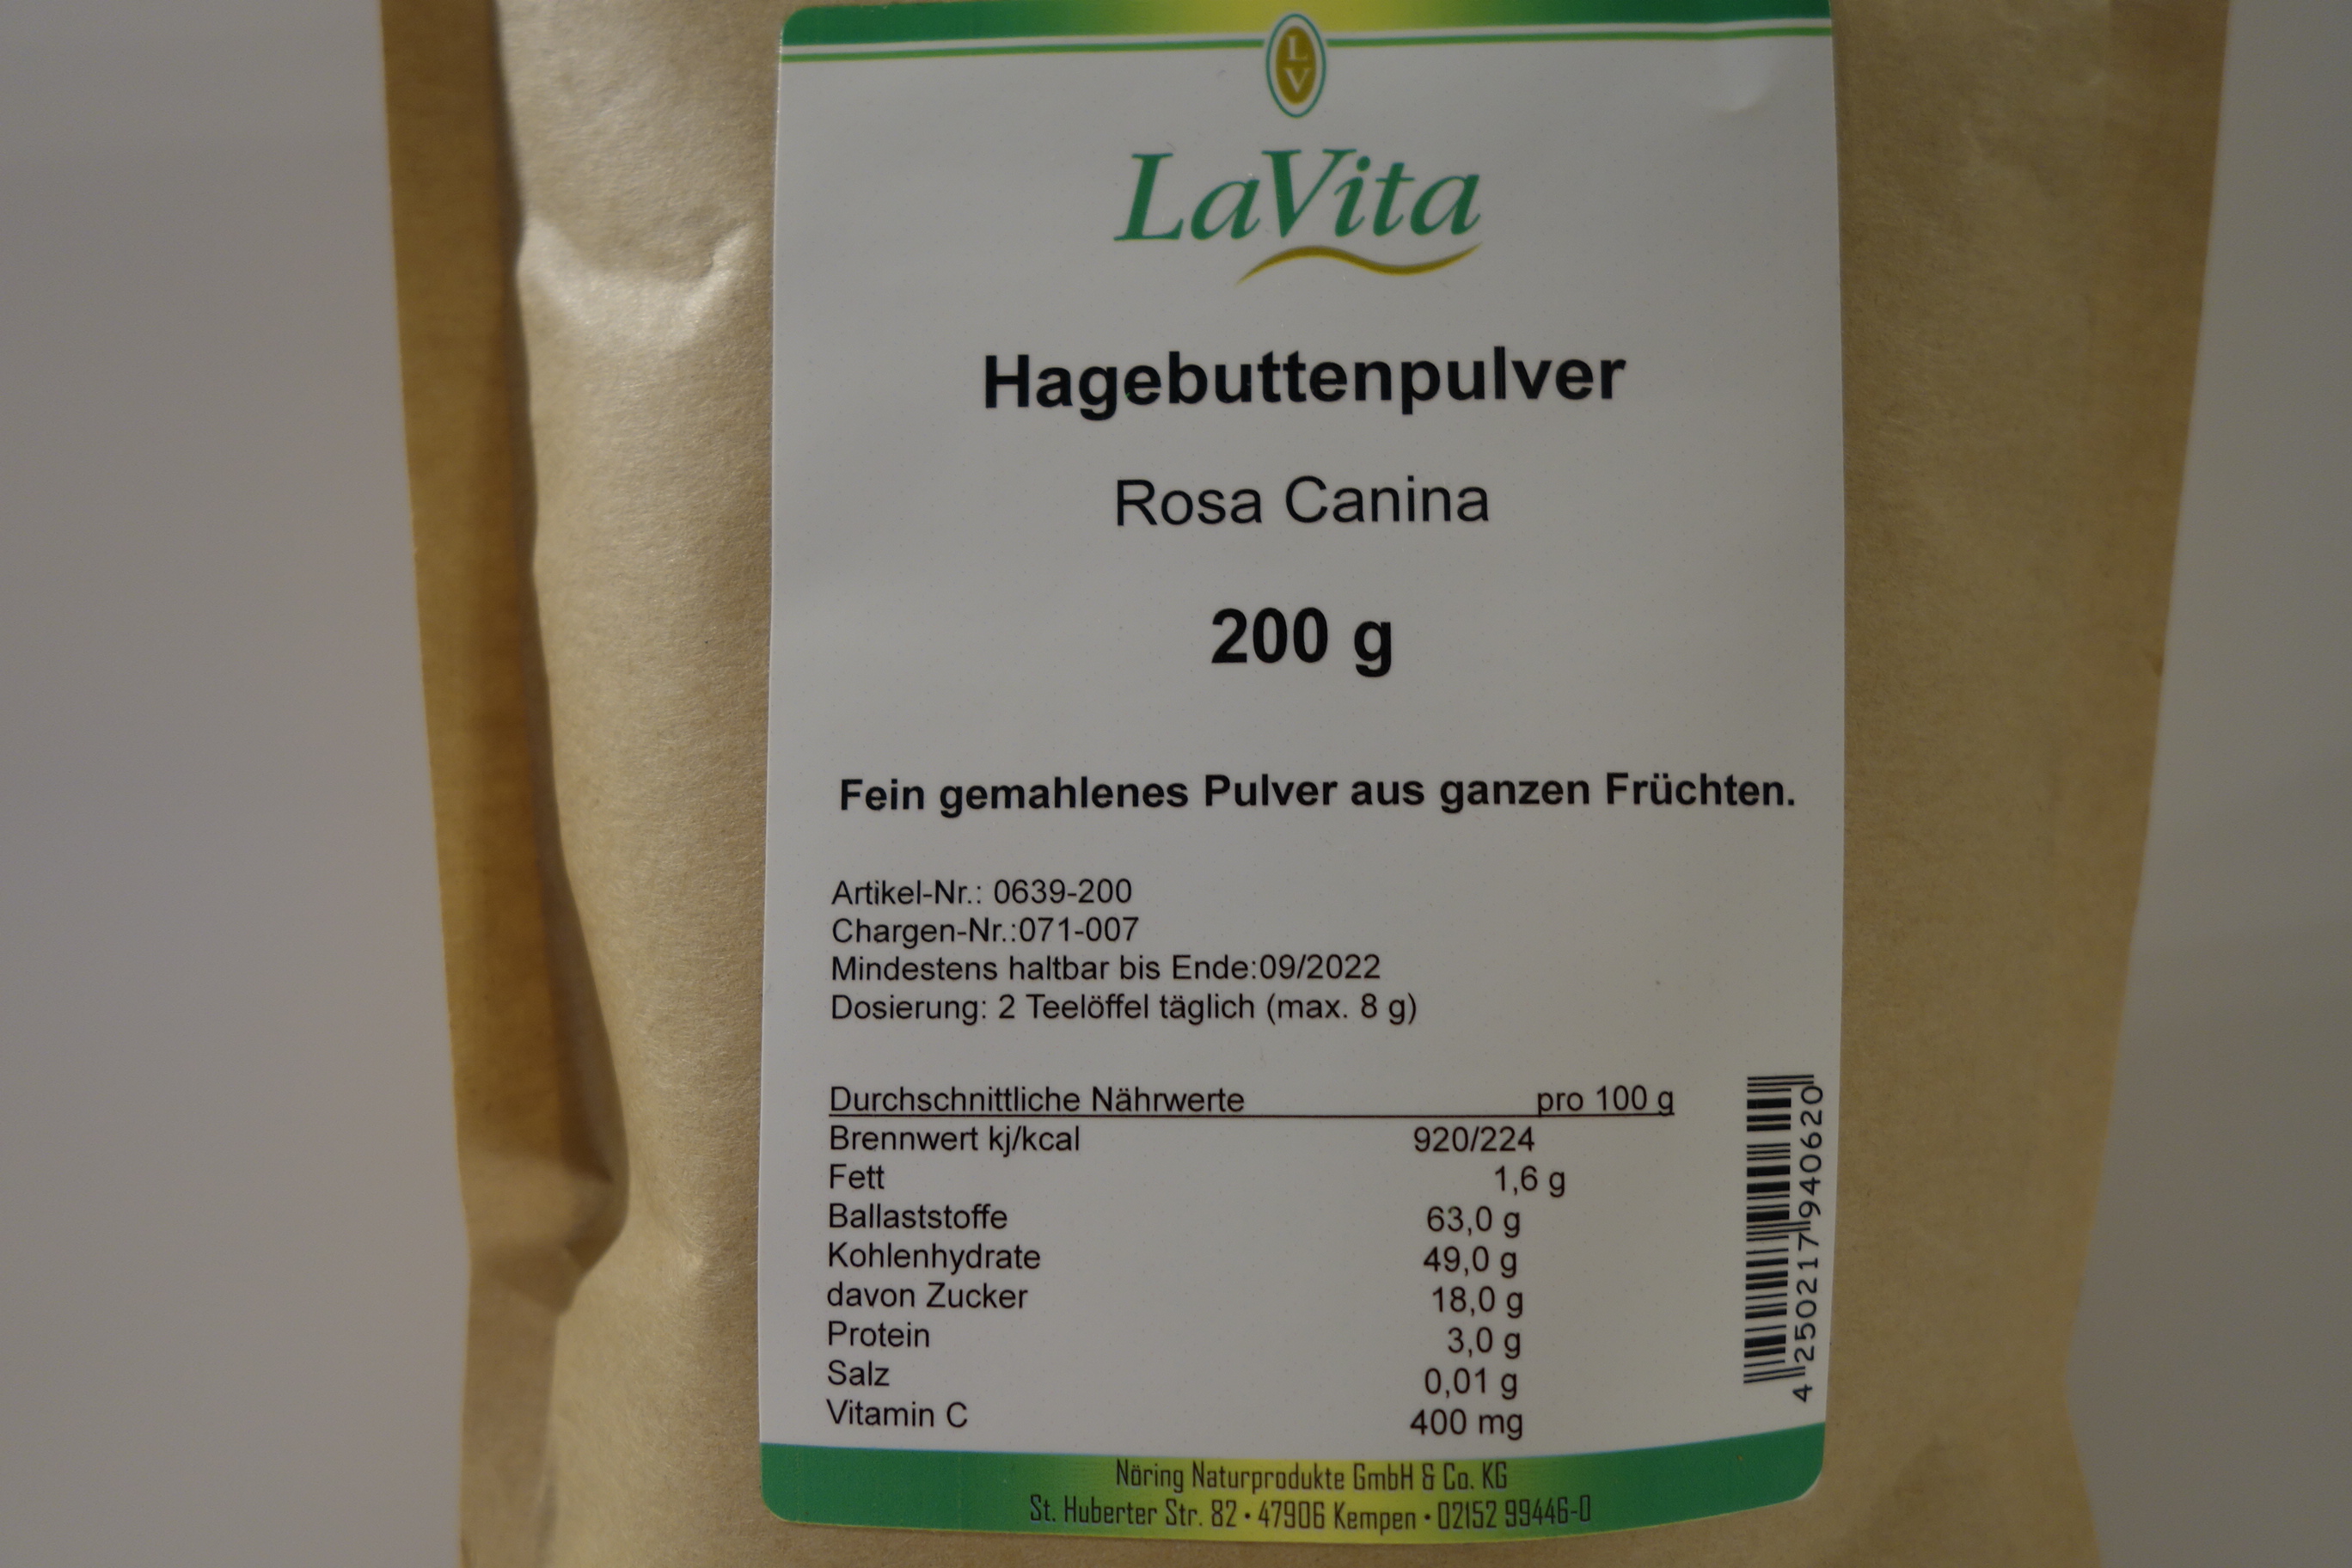 L
V
LaVita
Hagebuttenpulver
Rosa Canina
200 g
Fein gemahlenes Pulver aus ganzen Früchten.
Artikel-Nr.: 0639-200
Chargen-Nr.:071-007
Mindestens haltbar bis Ende:09/2022
Dosierung: 2 Teelöffel täglich (max. 8 g)
Durchschnittliche Nährwerte pro 100 g
Brennwert kj/kcal 920/224
Fett 1,6 g
Ballaststoffe 63,0 g
Kohlenhydrate 49,0 g
davon Zucker 18,0 g
Protein 3,0 g
Salz 0,01 g
Vitamin C 400 mg
4 250217 940620
Nöring Naturprodukte GmbH & Co. KG
St. Huberter Str. 82 • 47906 Kempen • 02152 99446-0